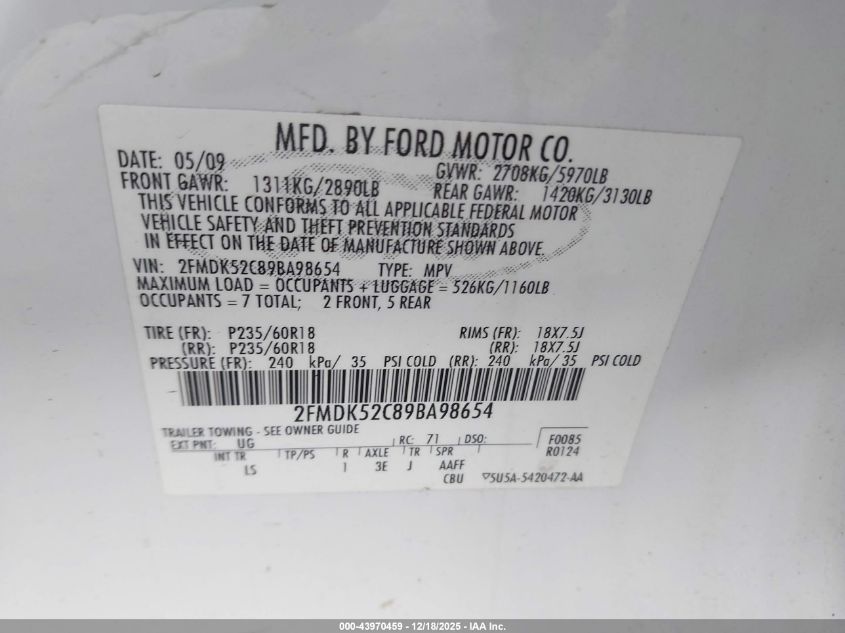 MFD. BY FORD MOTOR CO.
DATE: 05/09 GVWR: 2708KG/5970LB
FRONT GAWR: 1311KG/2890LB REAR GAWR: 1420KG/3130LB
THIS VEHICLE CONFORMS TO ALL APPLICABLE FEDERAL MOTOR
VEHICLE SAFETY AND THEFT PREVENTION STANDARDS
IN EFFECT ON THE DATE OF MANUFACTURE SHOWN ABOVE.
VIN: 2FMDK52C89BA98654 TYPE: MPV
MAXIMUM LOAD = OCCUPANTS + LUGGAGE = 526KG/1160LB
OCCUPANTS = 7 TOTAL; 2 FRONT, 5 REAR
TIRE (FR): P235/60R18 RIMS (FR): 18X7.5J
(RR): P235/60R18 (RR): 18X7.5J
PRESSURE (FR): 240 kPa/ 35 PSI COLD (RR): 240 kPa/ 35 PSI COLD
2FMDK52C89BA98654
TRAILER TOWING - SEE OWNER GUIDE
EXT PNT: UG RC: 71 DSO: F0085
INT TR TP/PS R AXLE TR SPR R0124
LS 1 3E J AAFF
CBU 5U5A-5420472-AA
000-43970459 - 12/18/2025 - IAA Inc.